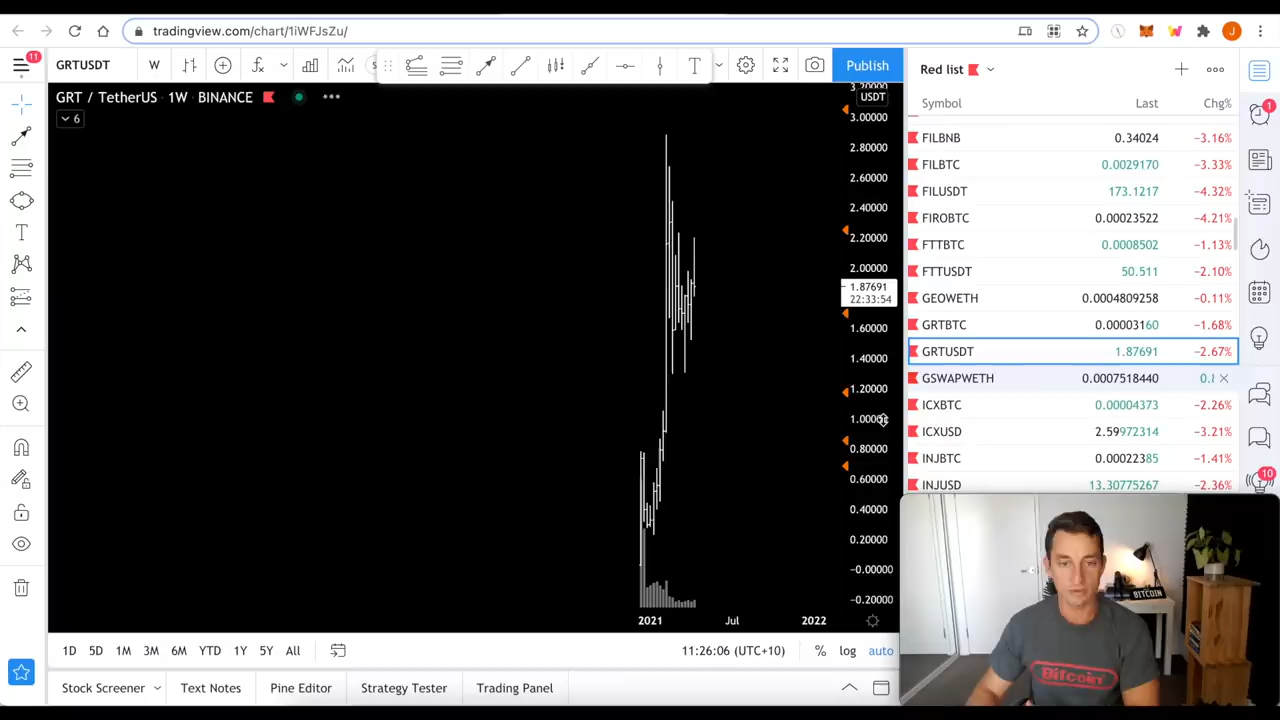 tradingview.com/chart/1iWFJsZu/
J
11
GRTUSDT
W
Publish
GRT / TetherUS · 1W · BINANCE
6
USDT
3.20000
3.00000
2.80000
2.60000
2.40000
2.20000
2.00000
1.87691
22:33:54
1.60000
1.40000
1.20000
1.00000
0.80000
0.60000
0.40000
0.20000
−0.00000
−0.20000
2021
Jul
2022
1D 5D 1M 3M 6M YTD 1Y 5Y All
11:26:06 (UTC+10)
% log auto
Stock Screener
Text Notes
Pine Editor
Strategy Tester
Trading Panel
Red list
Symbol Last Chg%
FILBNB 0.34024 −3.16%
FILBTC 0.0029170 −3.33%
FILUSDT 173.1217 −4.32%
FIROBTC 0.00023522 −4.21%
FTTBTC 0.0008502 −1.13%
FTTUSDT 50.511 −2.10%
GEOWETH 0.0004809258 −0.11%
GRTBTC 0.00003160 −1.68%
GRTUSDT 1.87691 −2.67%
GSWAPWETH 0.0007518440
ICXBTC 0.00004373 −2.26%
ICXUSD 2.59972314 −3.21%
INJBTC 0.00022385 −1.41%
INJUSD 13.30775267 −2.36%
1
10
BITCOIN
Bitcoin